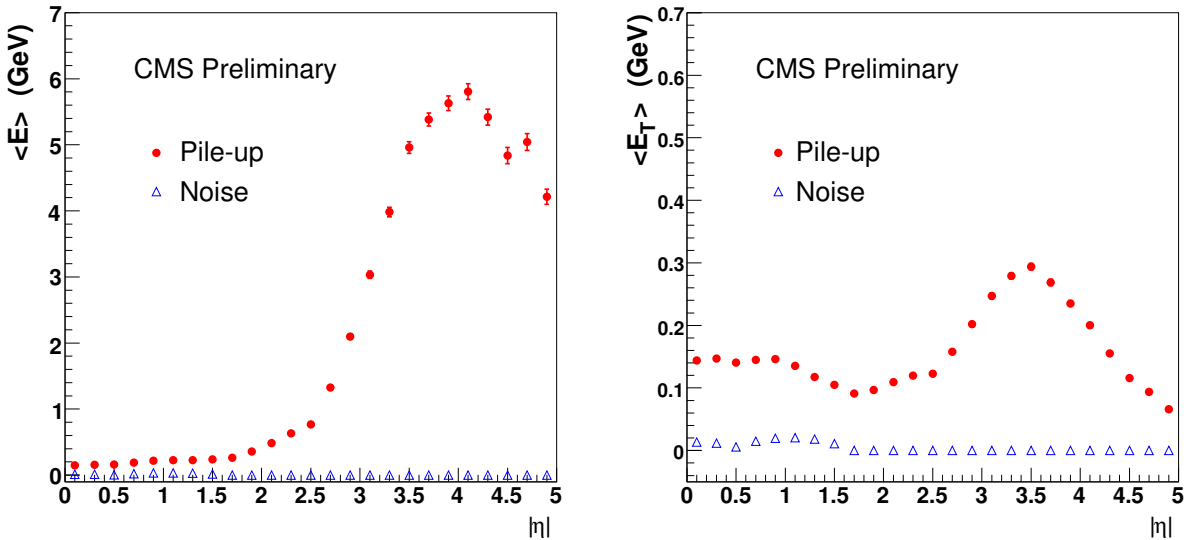 <E> (GeV)
7
6
5
4
3
2
1
0
CMS Preliminary
Pile-up
Noise
0 0.5 1 1.5 2 2.5 3 3.5 4 4.5 5
|η|
<E_T> (GeV)
0.7
0.6
0.5
0.4
0.3
0.2
0.1
0
CMS Preliminary
Pile-up
Noise
0 0.5 1 1.5 2 2.5 3 3.5 4 4.5 5
|η|